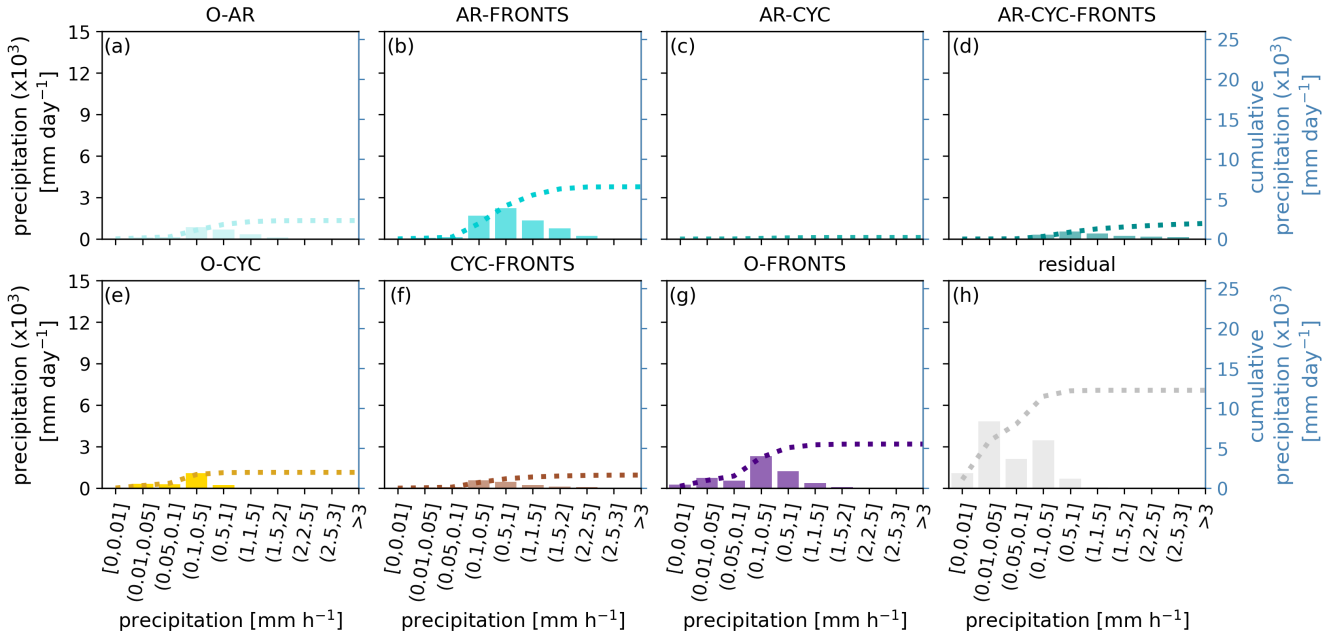 O-AR
AR-FRONTS
AR-CYC
AR-CYC-FRONTS
(a)
(b)
(c)
(d)
15
12
9
6
3
0
precipitation (x10³)
[mm day⁻¹]
25
20
15
10
5
0
cumulative
precipitation (x10³)
[mm day⁻¹]
O-CYC
CYC-FRONTS
O-FRONTS
residual
(e)
(f)
(g)
(h)
15
12
9
6
3
0
precipitation (x10³)
[mm day⁻¹]
25
20
15
10
5
0
cumulative
precipitation (x10³)
[mm day⁻¹]
[0,0.01]
(0.01,0.05]
(0.05,0.1]
(0.1,0.5]
(0.5,1]
(1,1.5]
(1.5,2]
(2,2.5]
(2.5,3]
>3
[0,0.01]
(0.01,0.05]
(0.05,0.1]
(0.1,0.5]
(0.5,1]
(1,1.5]
(1.5,2]
(2,2.5]
(2.5,3]
>3
[0,0.01]
(0.01,0.05]
(0.05,0.1]
(0.1,0.5]
(0.5,1]
(1,1.5]
(1.5,2]
(2,2.5]
(2.5,3]
>3
[0,0.01]
(0.01,0.05]
(0.05,0.1]
(0.1,0.5]
(0.5,1]
(1,1.5]
(1.5,2]
(2,2.5]
(2.5,3]
>3
precipitation [mm h⁻¹]
precipitation [mm h⁻¹]
precipitation [mm h⁻¹]
precipitation [mm h⁻¹]